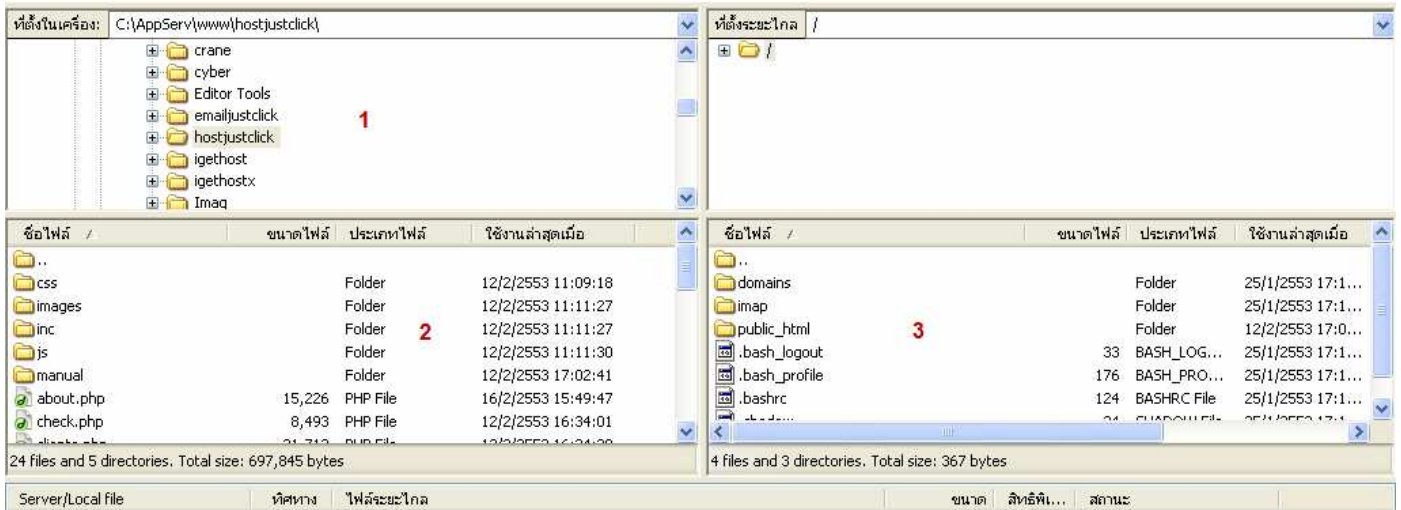 ที่ตั้งในเครื่อง: C:\AppServ\www\hostjustclick\
crane
cyber
Editor Tools
emailjustclick
hostjustclick
igethost
igethostx
Imag
1
ที่ตั้งระยะไกล /
/
ชื่อไฟล์ / ขนาดไฟล์ ประเภทไฟล์ ใช้งานล่าสุดเมื่อ
..
css Folder 12/2/2553 11:09:18
images Folder 12/2/2553 11:11:27
inc Folder 12/2/2553 11:11:27
js Folder 12/2/2553 11:11:30
manual Folder 12/2/2553 17:02:41
about.php 15,226 PHP File 16/2/2553 15:49:47
check.php 8,493 PHP File 12/2/2553 16:34:01
2
24 files and 5 directories. Total size: 697,845 bytes
ชื่อไฟล์ / ขนาดไฟล์ ประเภทไฟล์ ใช้งานล่าสุดเมื่อ
..
domains Folder 25/1/2553 17:1...
imap Folder 25/1/2553 17:1...
public_html Folder 12/2/2553 17:0...
.bash_logout 33 BASH_LOG... 25/1/2553 17:1...
.bash_profile 176 BASH_PRO... 25/1/2553 17:1...
.bashrc 124 BASHRC File 25/1/2553 17:1...
3
4 files and 3 directories. Total size: 367 bytes
Server/Local file ทิศทาง ไฟล์ระยะไกล ขนาด สิทธิพิเ... สถานะ